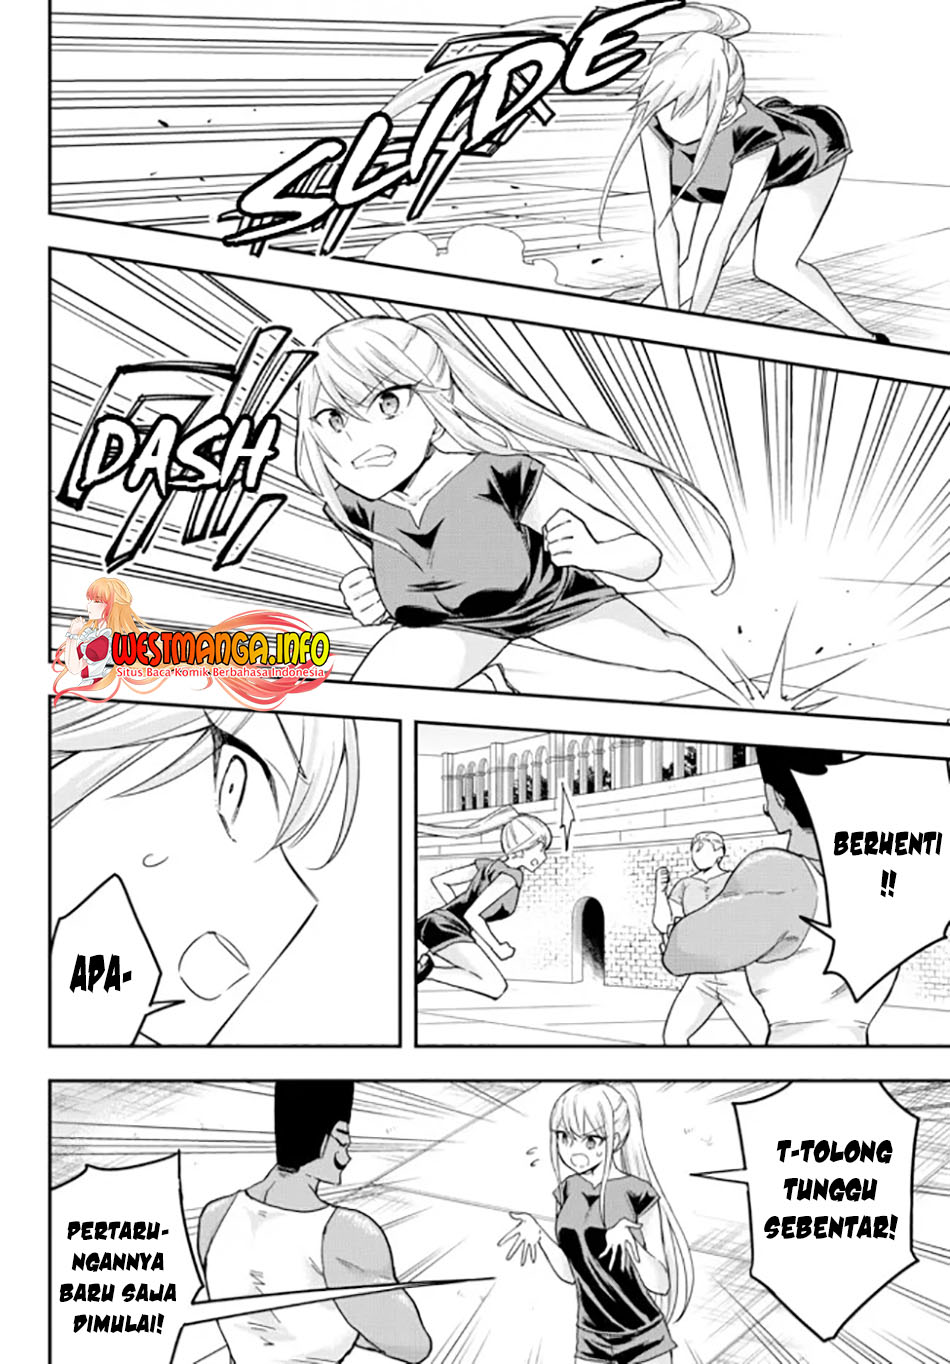 SLIDE
DASH
WESTMANGA.INFO
Situs Baca Komik Berbahasa Indonesia
BERHENTI
!!
APA-
T-TOLONG
TUNGGU
SEBENTAR!
PERTARU-
NGANNYA
BARU SAJA
DIMULAI!